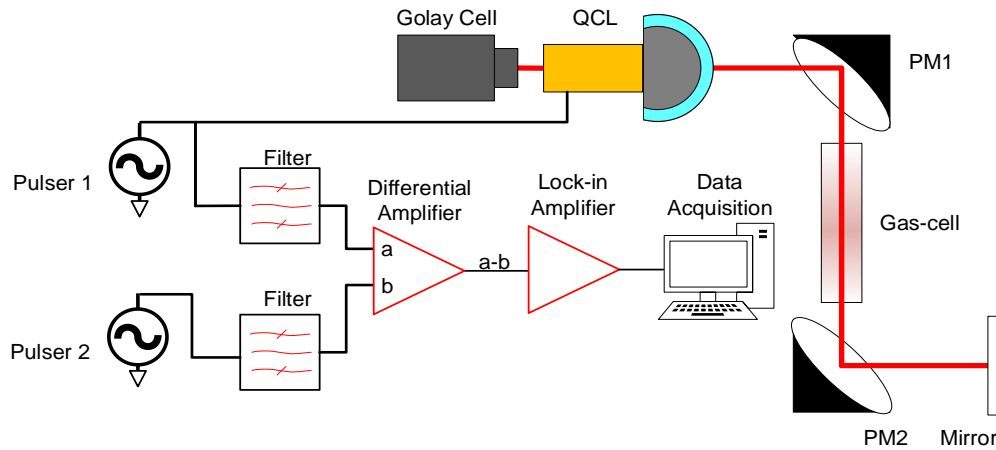 Golay Cell
QCL
PM1
Pulser 1
Filter
Differential
Amplifier
Lock-in
Amplifier
Data
Acquisition
Gas-cell
a
a-b
b
Filter
Pulser 2
PM2
Mirror